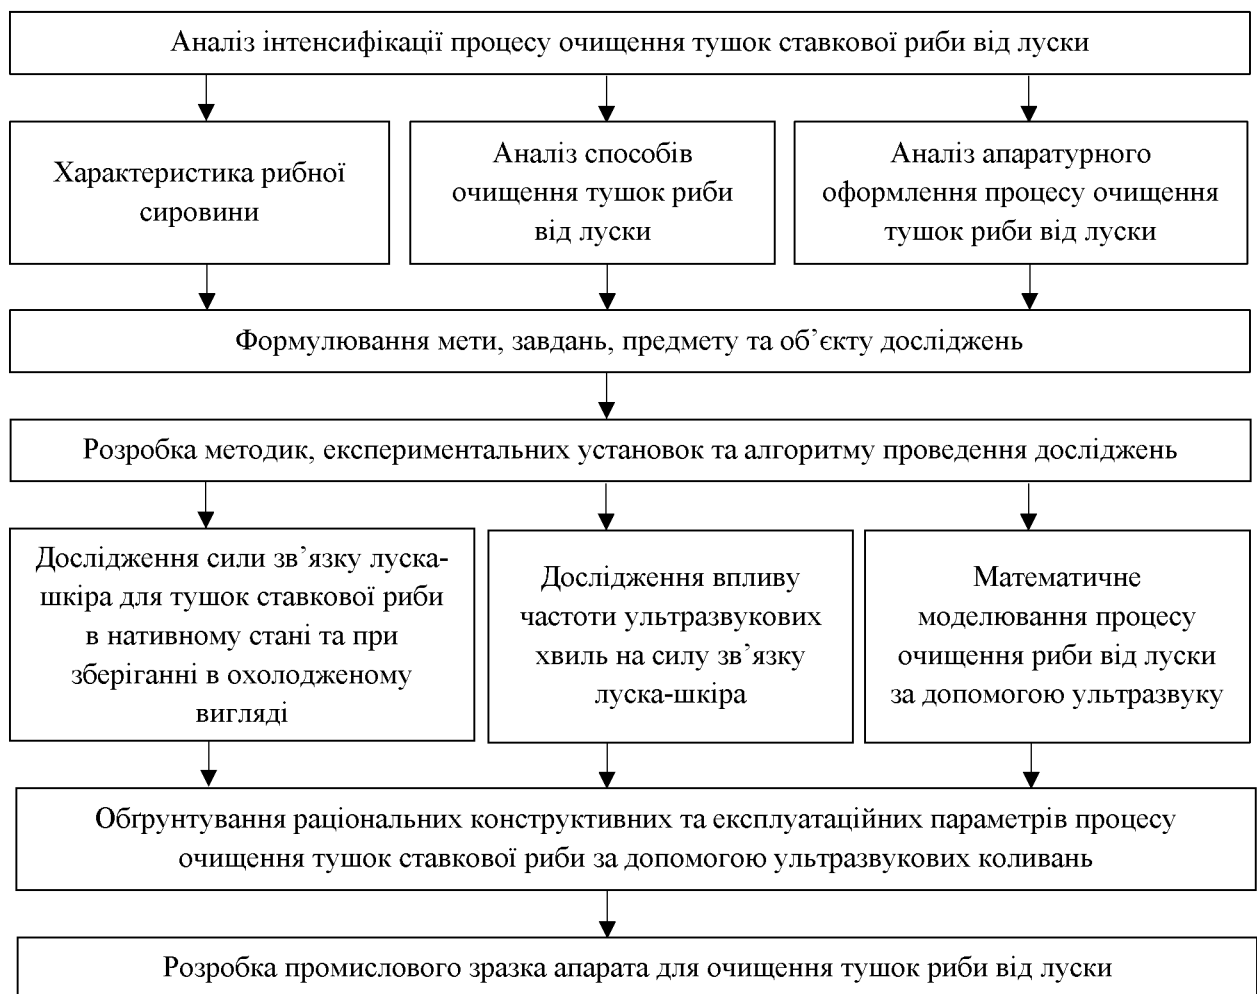 Аналіз інтенсифікації процесу очищення тушок ставкової риби від луски
Характеристика рибної
сировини
Аналіз способів
очищення тушок риби
від луски
Аналіз апаратурного
оформлення процесу очищення
тушок риби від луски
Формулювання мети, завдань, предмету та об’єкту досліджень
Розробка методик, експериментальних установок та алгоритму проведення досліджень
Дослідження сили зв’язку луска-
шкіра для тушок ставкової риби
в нативному стані та при
зберіганні в охолодженому
вигляді
Дослідження впливу
частоти ультразвукових
хвиль на силу зв’язку
луска-шкіра
Математичне
моделювання процесу
очищення риби від луски
за допомогою ультразвуку
Обґрунтування раціональних конструктивних та експлуатаційних параметрів процесу
очищення тушок ставкової риби за допомогою ультразвукових коливань
Розробка промислового зразка апарата для очищення тушок риби від луски